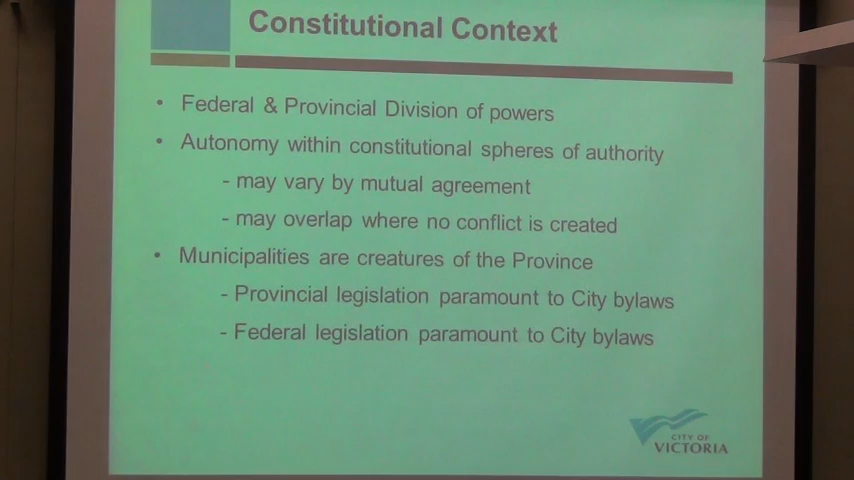 Constitutional Context
• Federal & Provincial Division of powers
• Autonomy within constitutional spheres of authority
- may vary by mutual agreement
- may overlap where no conflict is created
• Municipalities are creatures of the Province
- Provincial legislation paramount to City bylaws
- Federal legislation paramount to City bylaws
CITY OF
VICTORIA